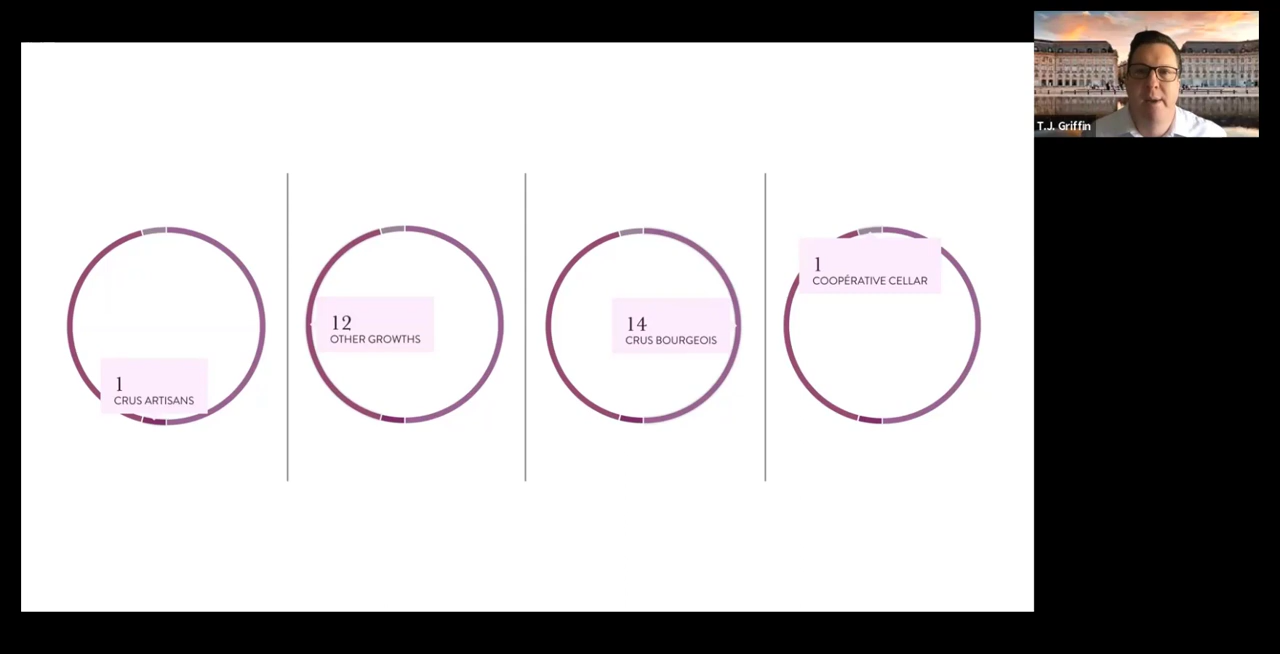 T.J. Griffin
1
CRUS ARTISANS
12
OTHER GROWTHS
14
CRUS BOURGEOIS
1
COOPÉRATIVE CELLAR